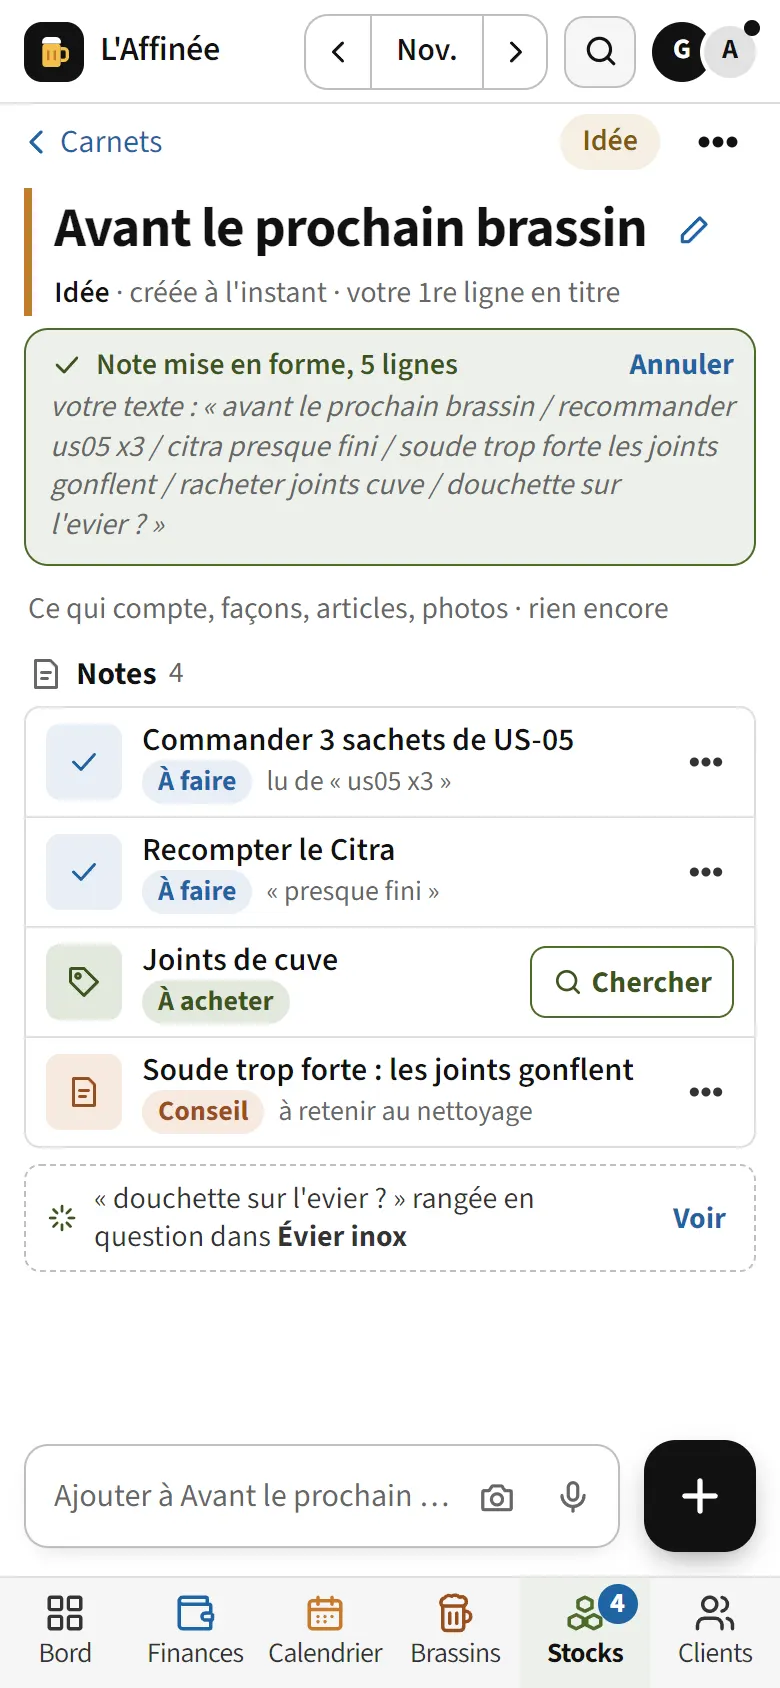 L'Affinée
Nov.
G
A
Carnets
Idée
Avant le prochain brassin
Idée · créée à l'instant · votre 1re ligne en titre
Note mise en forme, 5 lignes
Annuler
votre texte : « avant le prochain brassin / recommander
us05 x3 / citra presque fini / soude trop forte les joints
gonflent / racheter joints cuve / douchette sur
l'evier ? »
Ce qui compte, façons, articles, photos · rien encore
Notes 4
Commander 3 sachets de US-05
À faire lu de « us05 x3 »
Recompter le Citra
À faire « presque fini »
Joints de cuve
À acheter
Chercher
Soude trop forte : les joints gonflent
Conseil à retenir au nettoyage
« douchette sur l'evier ? » rangée en
question dans Évier inox
Voir
Ajouter à Avant le prochain ...
4
Bord
Finances
Calendrier
Brassins
Stocks
Clients